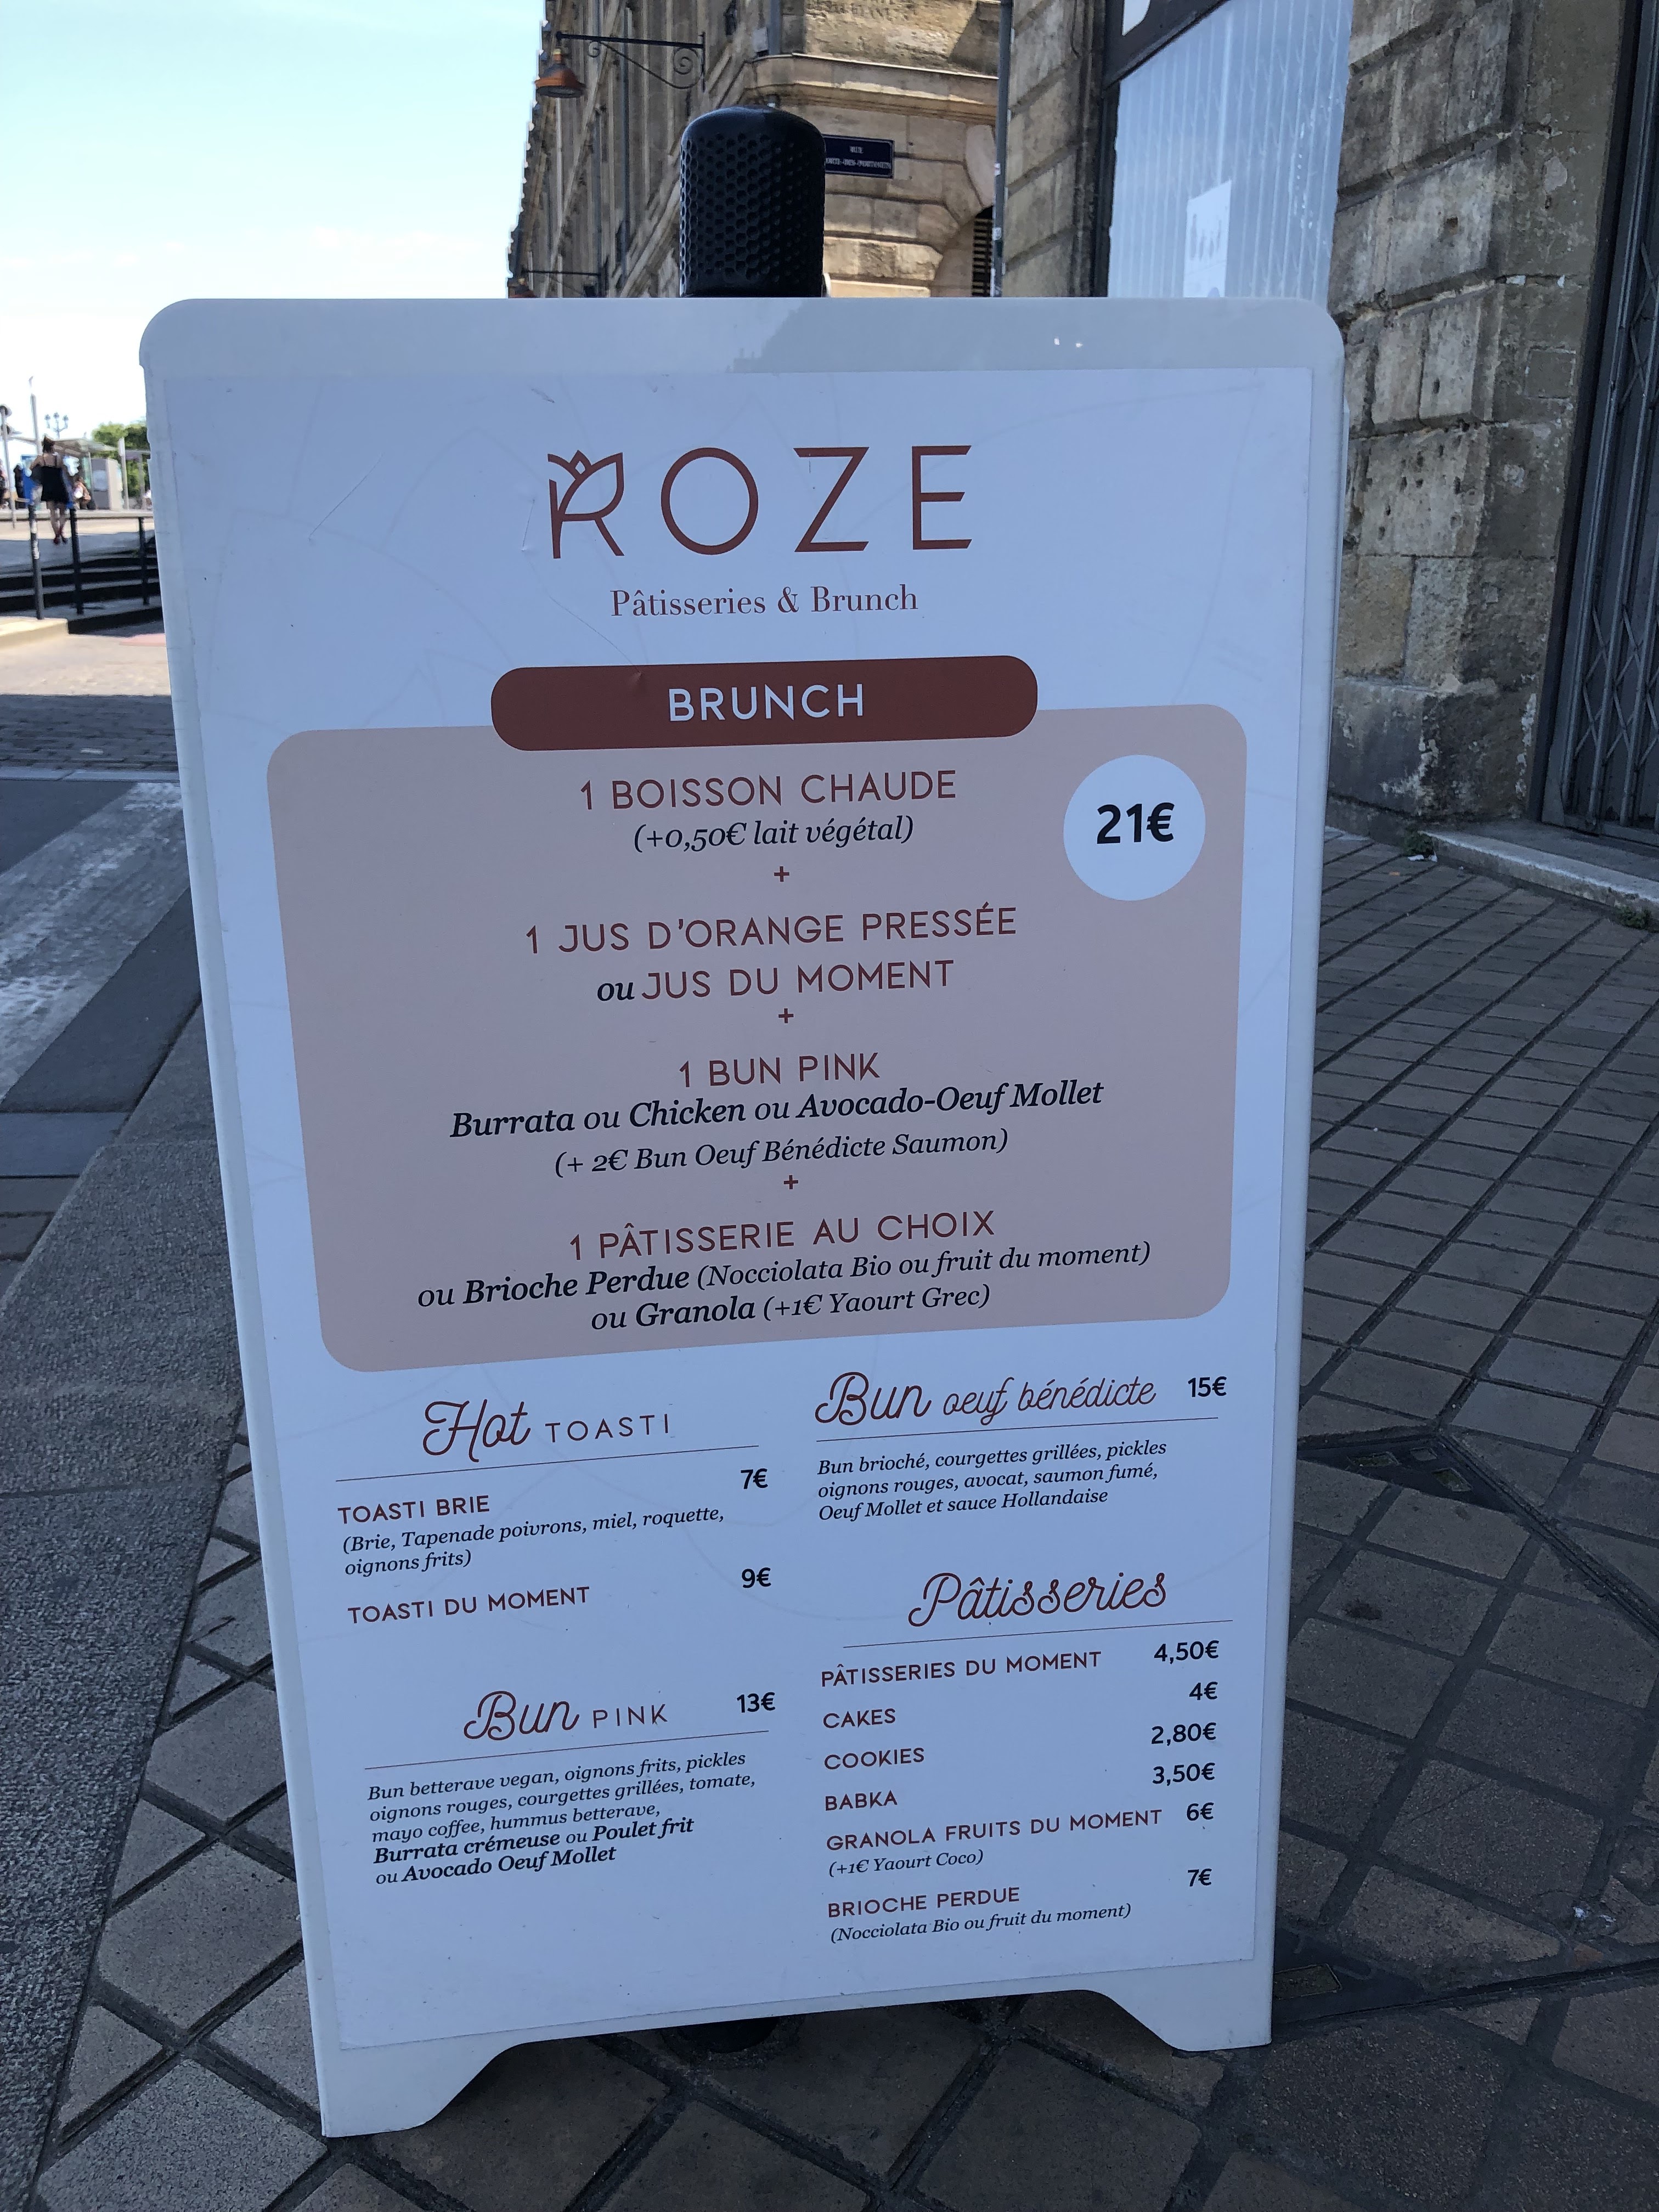 RUE
ROZE
Pâtisseries & Brunch
BRUNCH
21€
1 BOISSON CHAUDE
(+0,50€ lait végétal)
+
1 JUS D'ORANGE PRESSÉE
ou JUS DU MOMENT
+
1 BUN PINK
Burrata ou Chicken ou Avocado-Oeuf Mollet
(+ 2€ Bun Oeuf Bénédicte Saumon)
+
1 PÂTISSERIE AU CHOIX
ou Brioche Perdue (Nocciolata Bio ou fruit du moment)
ou Granola (+1€ Yaourt Grec)
Hot TOASTI
TOASTI BRIE 7€
(Brie, Tapenade poivrons, miel, roquette,
oignons frits)
TOASTI DU MOMENT 9€
Bun PINK 13€
Bun betterave vegan, oignons frits, pickles
oignons rouges, courgettes grillées, tomate,
mayo coffee, hummus betterave,
Burrata crémeuse ou Poulet frit
ou Avocado Oeuf Mollet
Bun oeuf bénédicte 15€
Bun brioché, courgettes grillées, pickles
oignons rouges, avocat, saumon fumé,
Oeuf Mollet et sauce Hollandaise
Pâtisseries
PÂTISSERIES DU MOMENT 4,50€
CAKES 4€
COOKIES 2,80€
BABKA 3,50€
GRANOLA FRUITS DU MOMENT 6€
(+1€ Yaourt Coco)
BRIOCHE PERDUE 7€
(Nocciolata Bio ou fruit du moment)